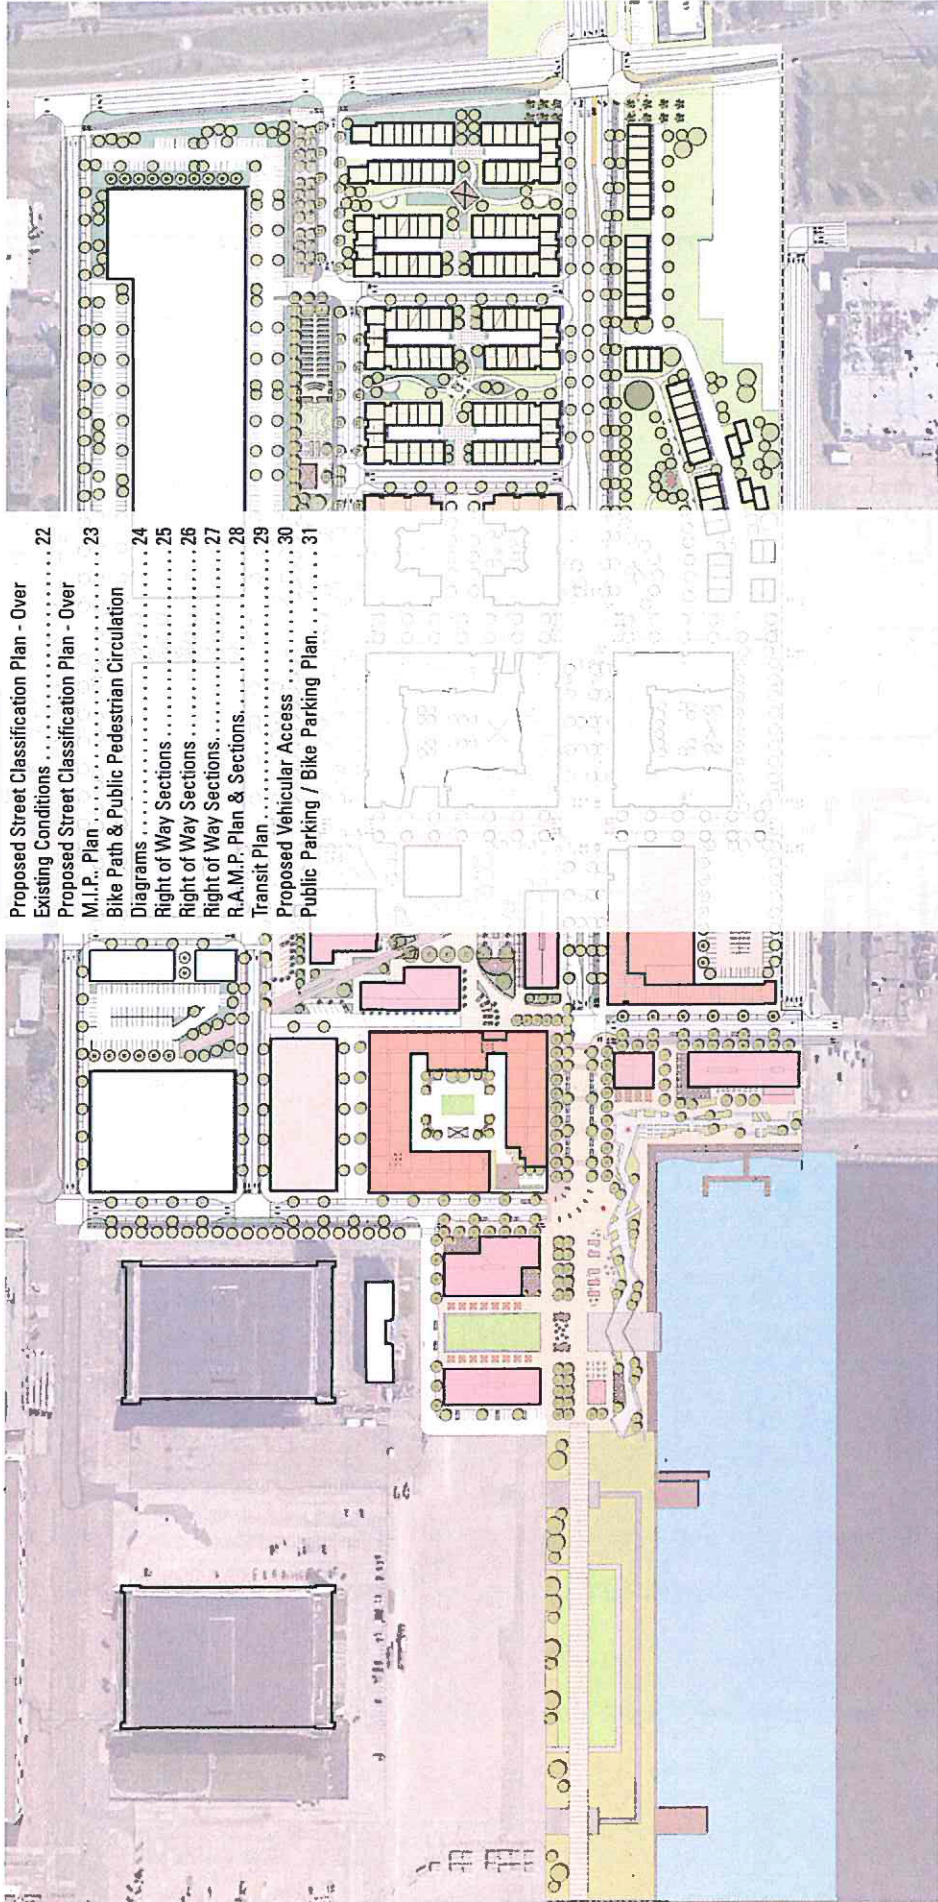 Proposed Street Classification Plan - Over
Existing Conditions . . . . . . . . . . . . . . . . . . . . . 22
Proposed Street Classification Plan - Over
M.I.P.. Plan . . . . . . . . . . . . . . . . . . . . . . . . . . . . 23
Bike Path & Public Pedestrian Circulation
Diagrams . . . . . . . . . . . . . . . . . . . . . . . . . . . . . 24
Right of Way Sections . . . . . . . . . . . . . . . . . . 25
Right of Way Sections . . . . . . . . . . . . . . . . . . 26
Right of Way Sections. . . . . . . . . . . . . . . . . . . 27
R.A.M.P. Plan & Sections. . . . . . . . . . . . . . . . 28
Transit Plan . . . . . . . . . . . . . . . . . . . . . . . . . . . 29
Proposed Vehicular Access . . . . . . . . . . . . . 30
Public Parking / Bike Parking Plan. . . . . . . . 31